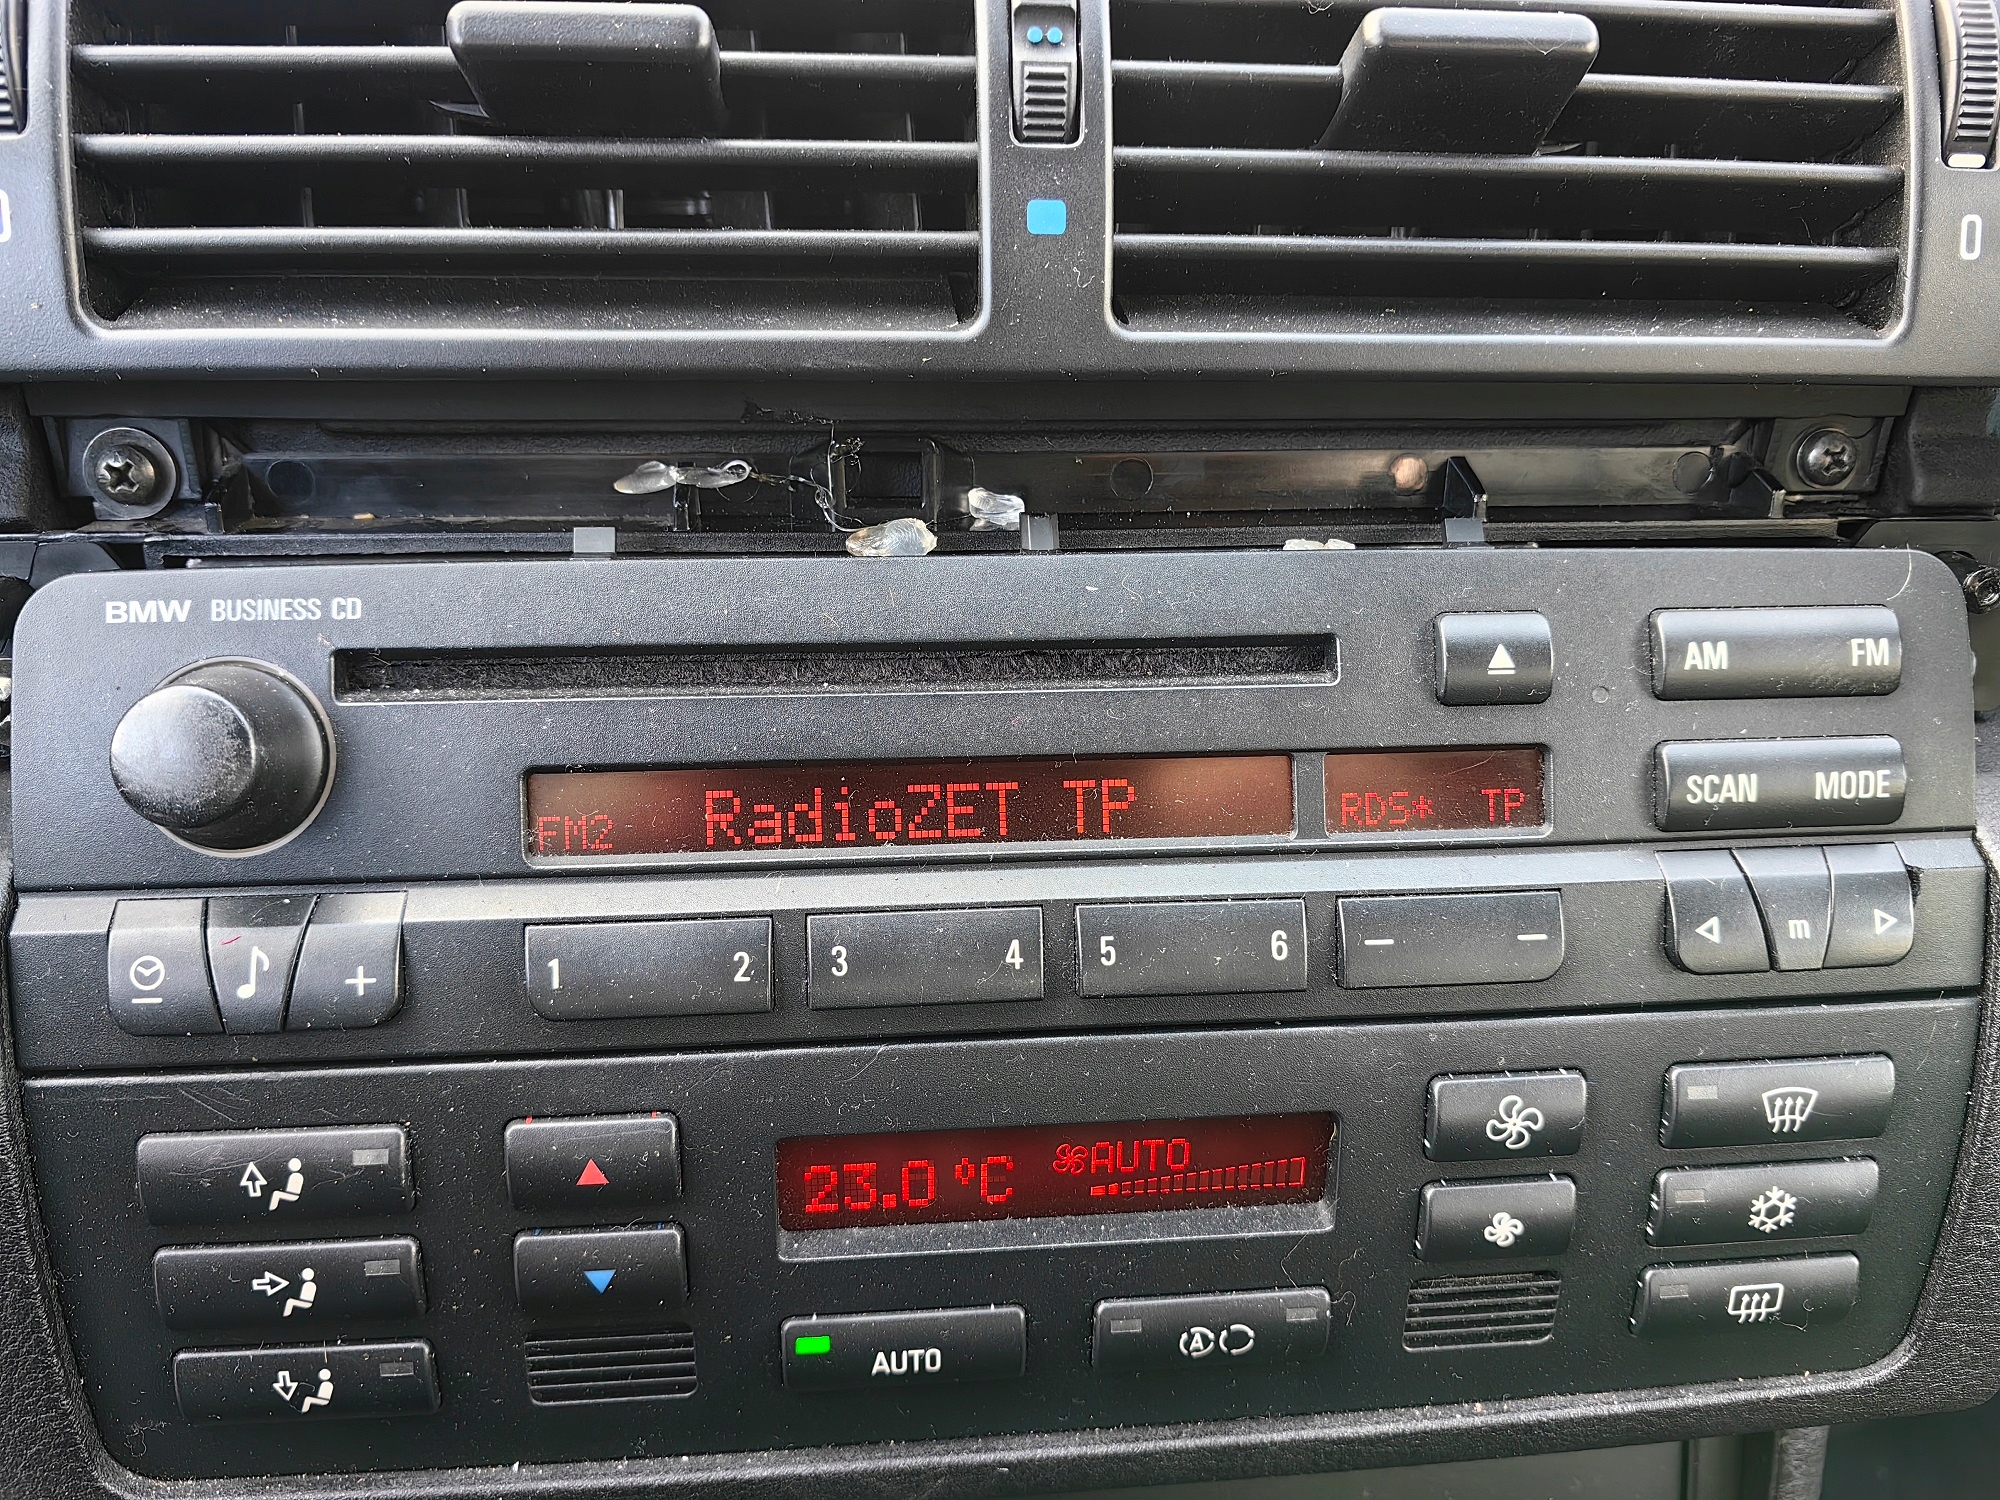 0
BMW BUSINESS CD
AM FM
SCAN MODE
FM2 RadioZET TP RDS* TP
+ 1 2 3 4 5 6 — — m
23.0 °C AUTO
AUTO
A